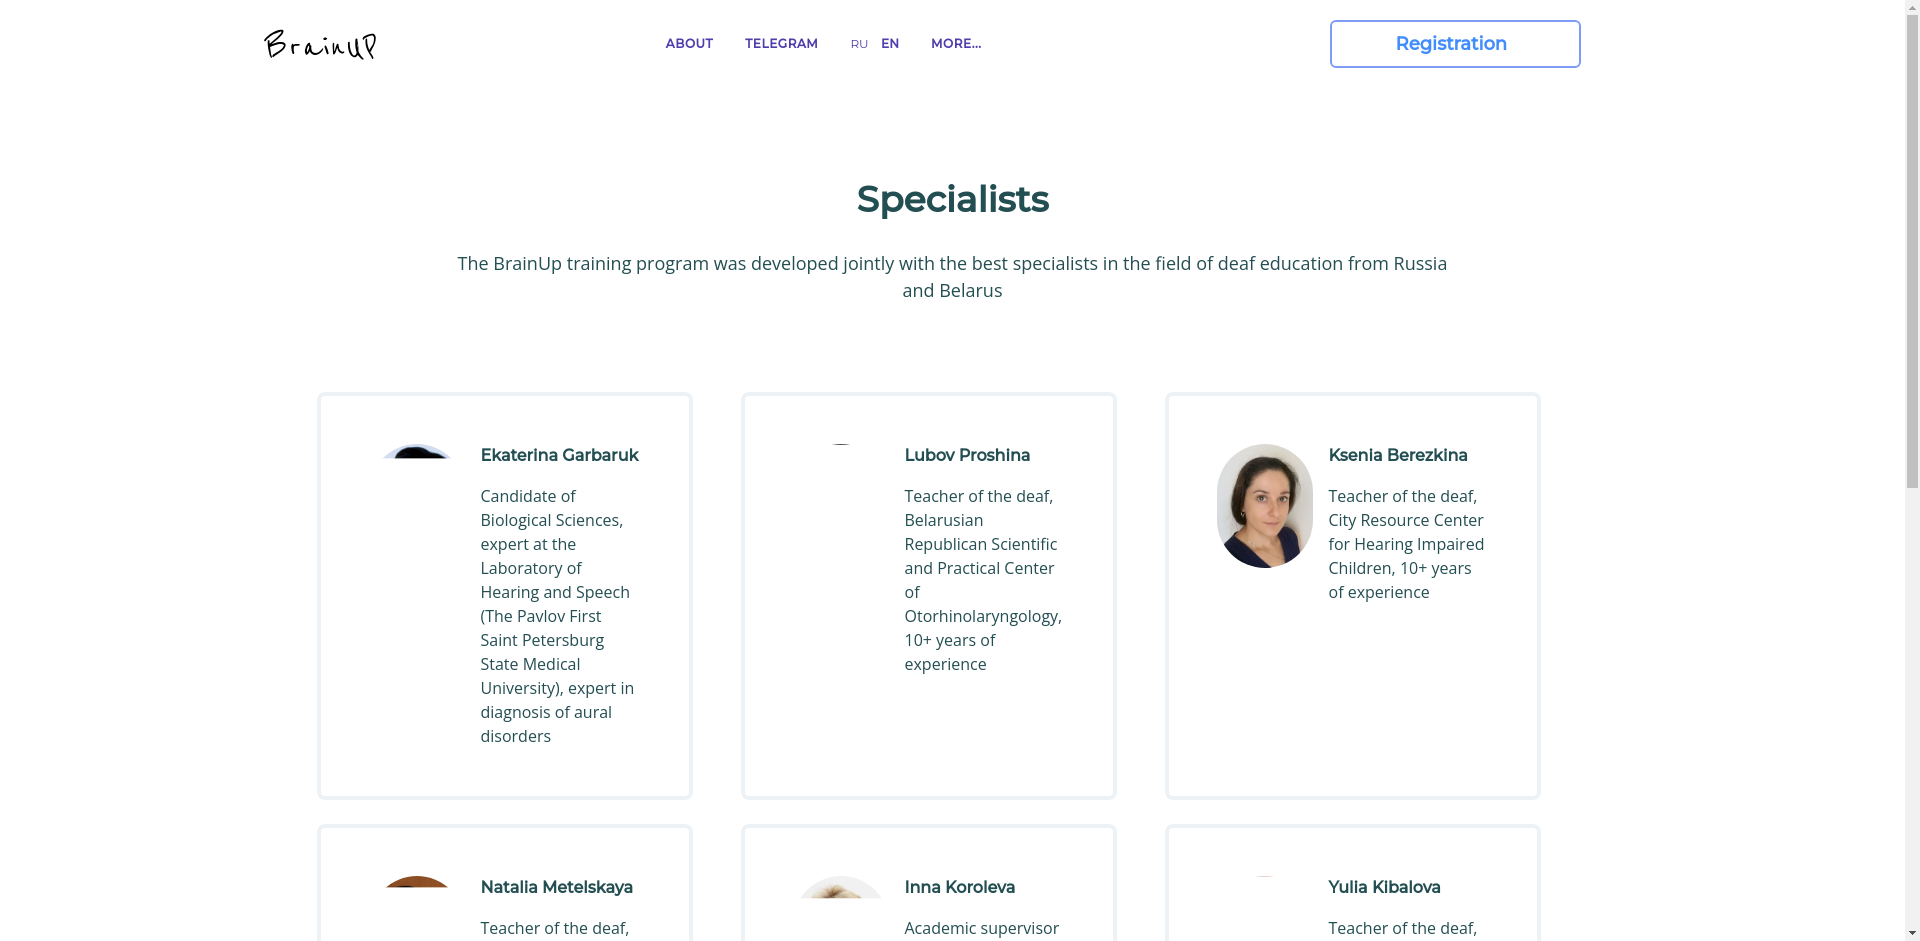 BrainUP
ABOUT TELEGRAM RU EN MORE...
Registration
Specialists
The BrainUp training program was developed jointly with the best specialists in the field of deaf education from Russia
and Belarus
Ekaterina Garbaruk
Candidate of
Biological Sciences,
expert at the
Laboratory of
Hearing and Speech
(The Pavlov First
Saint Petersburg
State Medical
University), expert in
diagnosis of aural
disorders
Lubov Proshina
Teacher of the deaf,
Belarusian
Republican Scientific
and Practical Center
of
Otorhinolaryngology,
10+ years of
experience
Ksenia Berezkina
Teacher of the deaf,
City Resource Center
for Hearing Impaired
Children, 10+ years
of experience
Natalia Metelskaya
Teacher of the deaf,
Inna Koroleva
Academic supervisor
Yulia Kibalova
Teacher of the deaf,